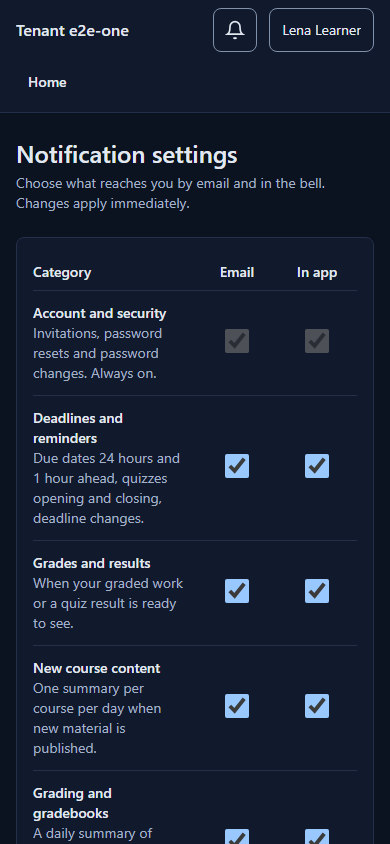 Tenant e2e-one
Lena Learner
Home
Notification settings
Choose what reaches you by email and in the bell.
Changes apply immediately.
Category Email In app
Account and security
Invitations, password
resets and password
changes. Always on.
Deadlines and
reminders
Due dates 24 hours and
1 hour ahead, quizzes
opening and closing,
deadline changes.
Grades and results
When your graded work
or a quiz result is ready
to see.
New course content
One summary per
course per day when
new material is
published.
Grading and
gradebooks
A daily summary of